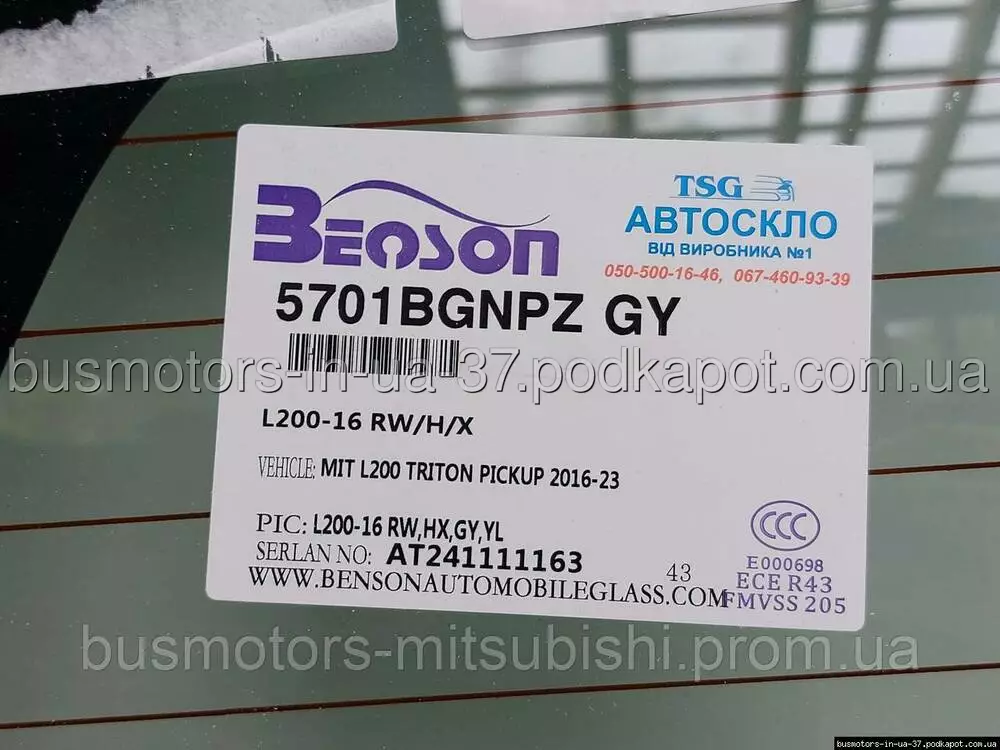 BENSON
TSG
АВТОСКЛО
ВІД ВИРОБНИКА №1
050-500-16-46, 067-460-93-39
5701BGNPZ GY
busmotors-in-ua-37.podkapot.com.ua
L200-16 RW/H/X
VEHICLE: MIT L200 TRITON PICKUP 2016-23
PIC: L200-16 RW,HX,GY,YL
SERLAN NO: AT241111163
43
WWW.BENSONAUTOMOBILEGLASS.COM
CCC
E000698
ECE R43
FMVSS 205
busmotors-mitsubishi.prom.ua
busmotors-in-ua-37.podkapot.com.ua